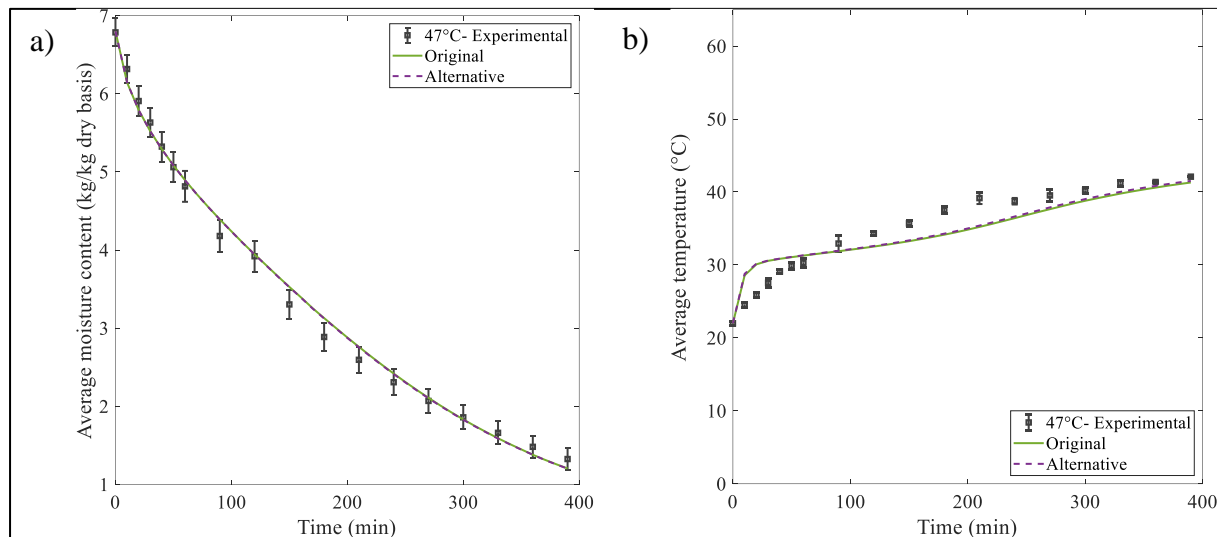 a)
7
6
5
4
3
2
1
Average moisture content (kg/kg dry basis)
0
100
200
300
400
Time (min)
47°C- Experimental
Original
Alternative
b)
60
50
40
30
20
10
0
Average temperature (°C)
0
100
200
300
400
Time (min)
47°C- Experimental
Original
Alternative